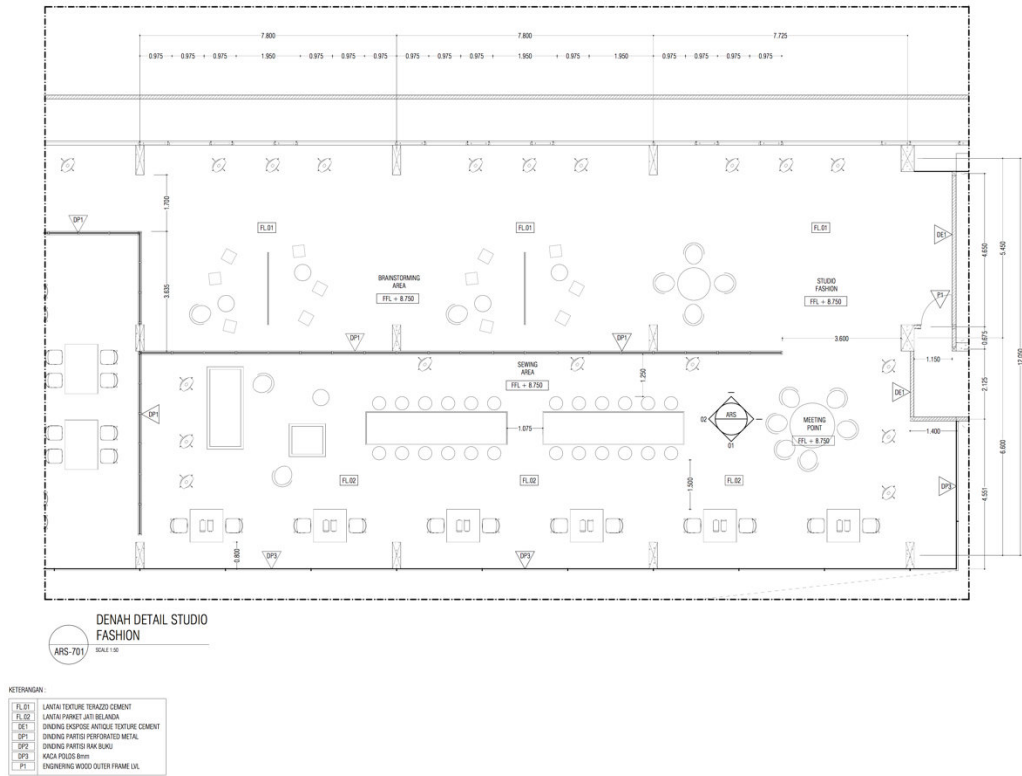 7.800 7.800 7.725
0.975 0.975 0.975 1.950 0.975 0.975 0.975 0.975 0.975 0.975 1.950 0.975 1.950 0.975 0.975 0.975 0.975
1.700
DP1
FL.01 FL.01 FL.01
DE1
4.650
5.450
3.635
BRAINSTORMING
AREA
FFL + 8.750
STUDIO
FASHION
FFL + 8.750
P1
DP1 DP1
3.600
0.675
12.000
1.150
SEWING
AREA
FFL + 8.750
1.250
2.125
DE1
DP1
1.075
02 ARS
01
MEETING
POINT
FFL + 8.750
1.400
6.600
FL.02 FL.02 FL.02
1.500
DP3
4.551
0.800
DP3 DP3
DENAH DETAIL STUDIO
FASHION
ARS-701
SCALE 1:50
KETERANGAN :
FL.01 LANTAI TEXTURE TERAZZO CEMENT
FL.02 LANTAI PARKET JATI BELANDA
DE1 DINDING EKSPOSE ANTIQUE TEXTURE CEMENT
DP1 DINDING PARTISI PERFORATED METAL
DP2 DINDING PARTISI RAK BUKU
DP3 KACA POLOS 8mm
P1 ENGINERING WOOD OUTER FRAME LVL